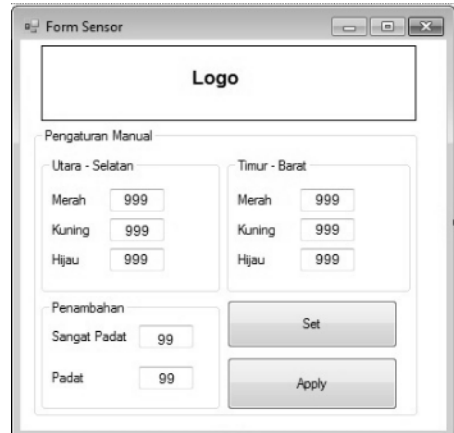 Form Sensor
Logo
Pengaturan Manual
Utara - Selatan
Merah 999
Kuning 999
Hijau 999
Timur - Barat
Merah 999
Kuning 999
Hijau 999
Penambahan
Sangat Padat 99
Padat 99
Set
Apply